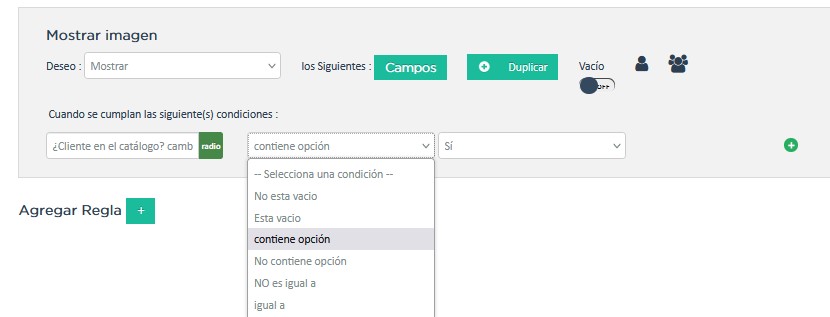 Mostrar imagen
Deseo : Mostrar los Siguientes : Campos Duplicar Vacío OFF
Cuando se cumplan las siguiente(s) condiciones :
¿Cliente en el catálogo? camb radio contiene opción Sí
-- Selecciona una condición --
No esta vacio
Esta vacio
contiene opción
No contiene opción
NO es igual a
igual a
Agregar Regla +